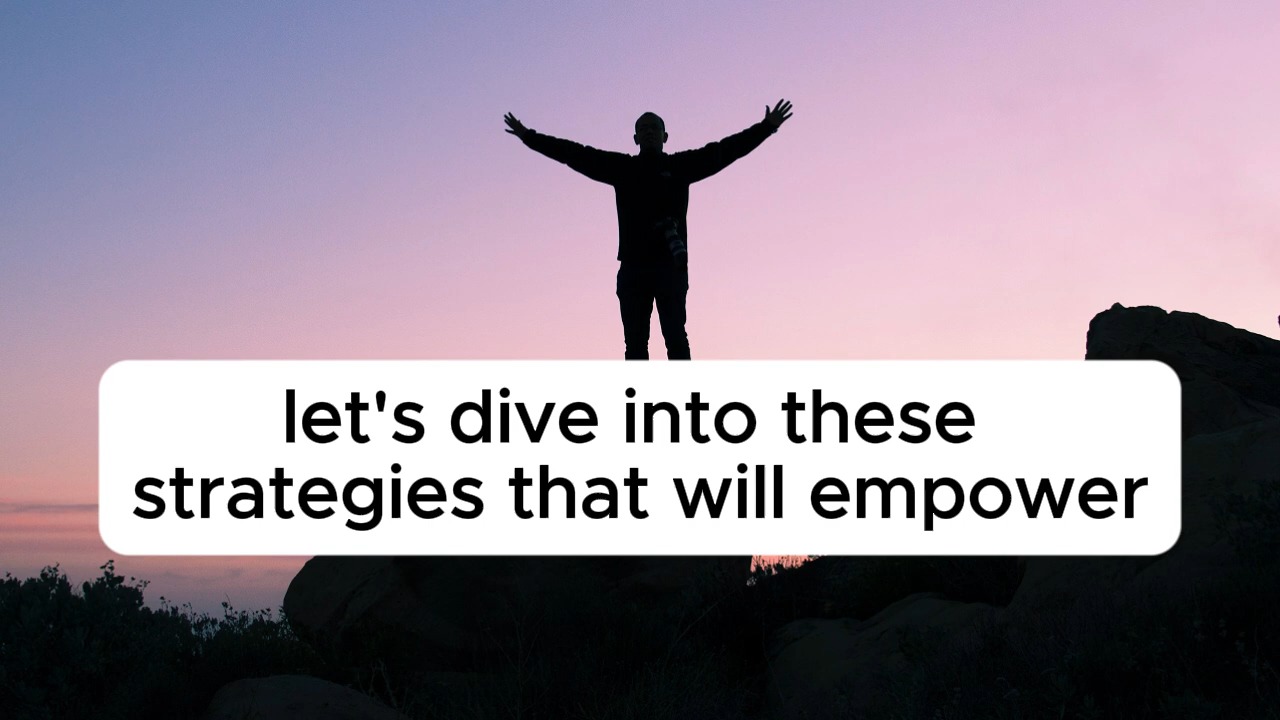 let's dive into these
strategies that will empower